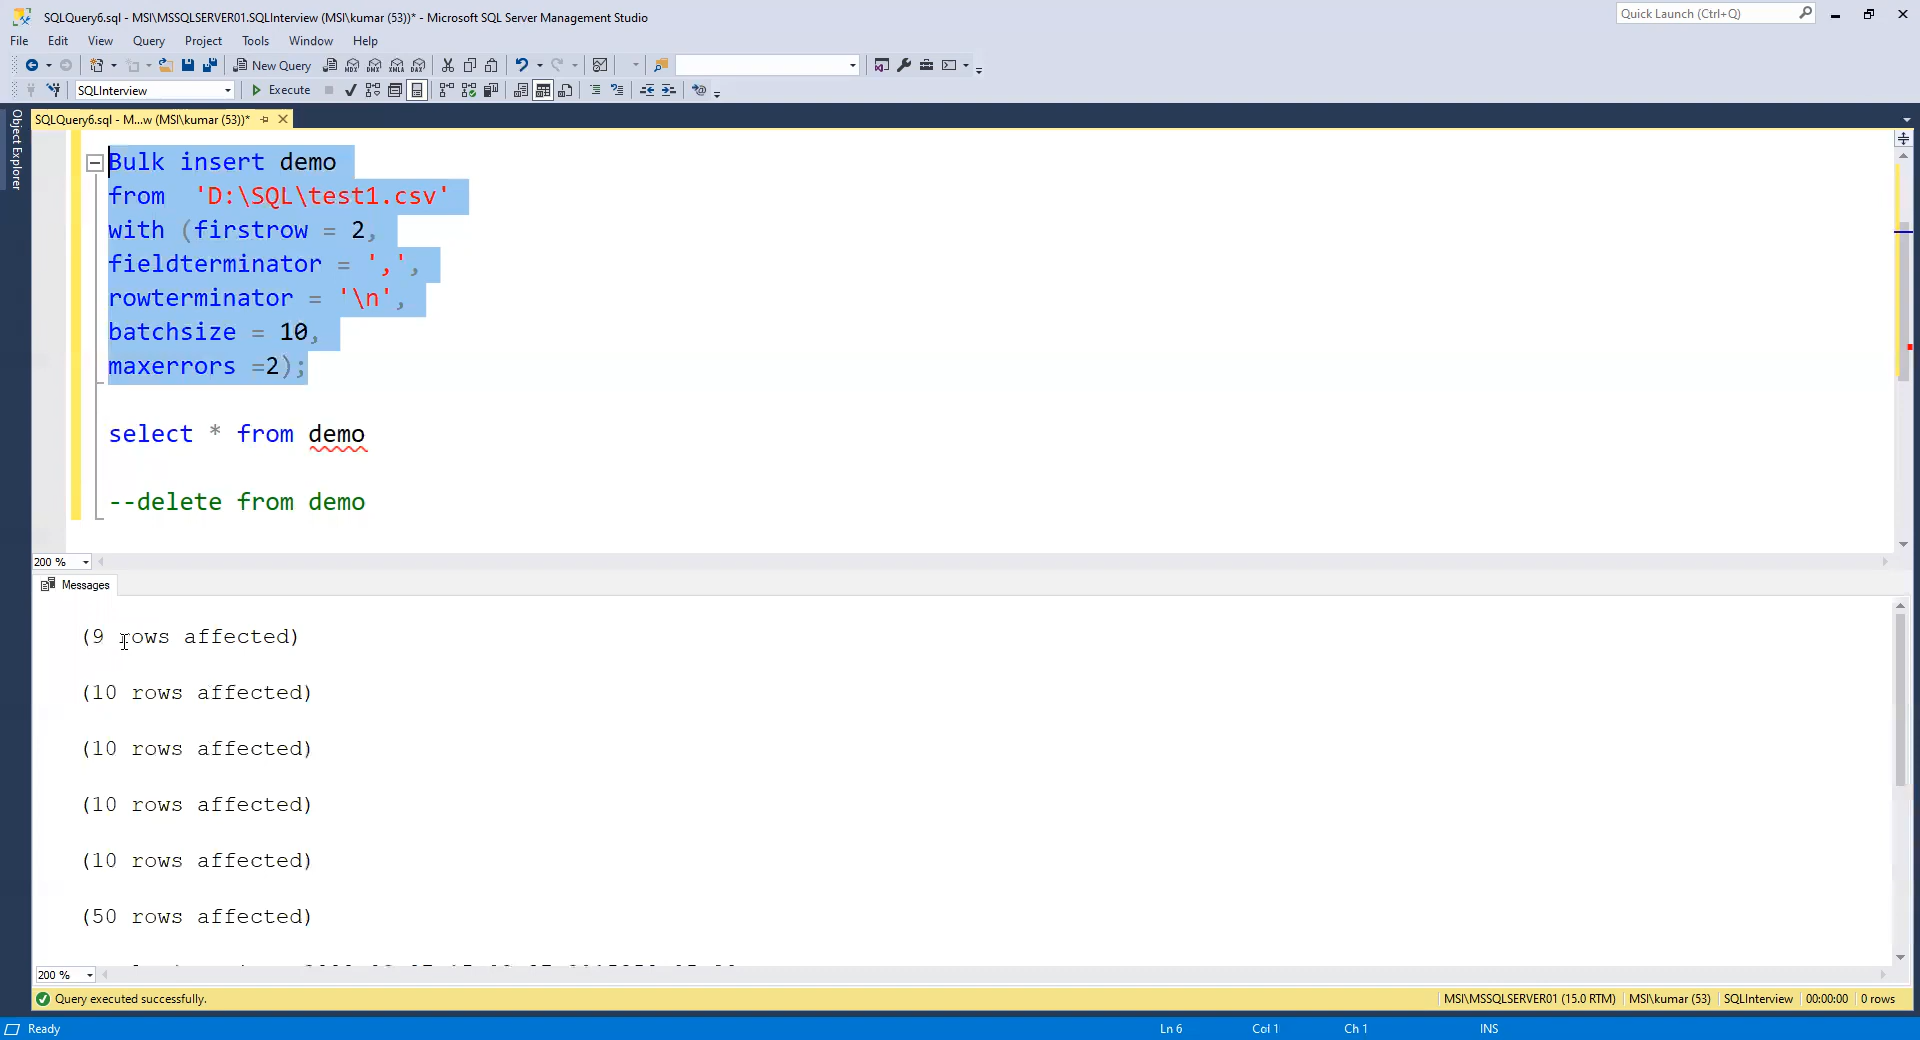 SQLQuery6.sql - MSI\MSSQLSERVER01.SQLInterview (MSI\kumar (53))* - Microsoft SQL Server Management Studio
Quick Launch (Ctrl+Q)
File Edit View Query Project Tools Window Help
New Query
SQLInterview Execute
SQLQuery6.sql - M...w (MSI\kumar (53))*
Object Explorer
Bulk insert demo
from 'D:\SQL\test1.csv'
with (firstrow = 2,
fieldterminator = ',',
rowterminator = '\n',
batchsize = 10,
maxerrors =2);
select * from demo
--delete from demo
200 %
Messages
(9 rows affected)
(10 rows affected)
(10 rows affected)
(10 rows affected)
(10 rows affected)
(50 rows affected)
200 %
Query executed successfully. MSI\MSSQLSERVER01 (15.0 RTM) MSI\kumar (53) SQLInterview 00:00:00 0 rows
Ready Ln 6 Col 1 Ch 1 INS